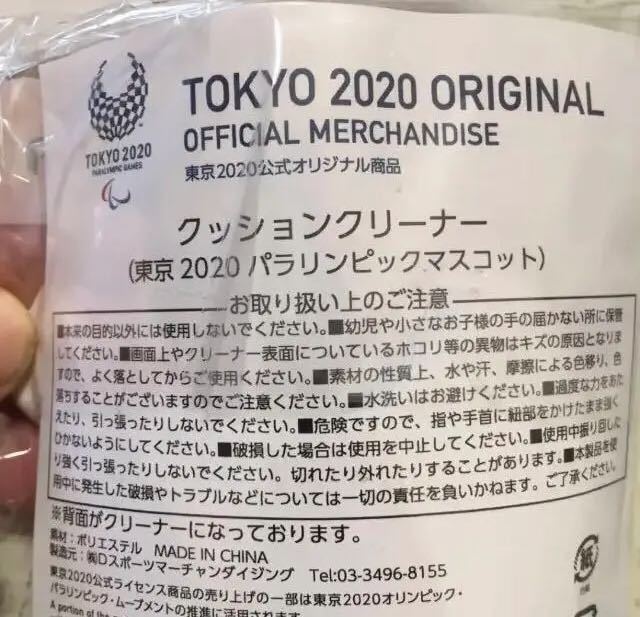 TOKYO 2020
PARALYMPIC GAMES
TOKYO 2020 ORIGINAL
OFFICIAL MERCHANDISE
東京2020公式オリジナル商品
クッションクリーナー
(東京 2020 パラリンピックマスコット)
お取り扱い上のご注意
■本来の目的以外には使用しないでください。■幼児や小さなお子様の手の届かない所に保管
してください。■画面上やクリーナー表面についているホコリ等の異物はキズの原因となりま
すので、よく落としてからご使用ください。■素材の性質上、水や汗、摩擦による色移り、色
落ちすることがございますのでご注意ください。■水洗いはお避けください。■過度な力をあた
えたり、引っ張ったりしないでください。■危険ですので、指や手首に紐部をかけたまま強く
ひかないようにしてください。■破損した場合は使用を中止してください。■使用中振り回した
り強く引っ張ったりしないでください。切れたり外れたりすることがあります。■本製品を使
用中に発生した破損やトラブルなどについては一切の責任を負いかねます。ご了承ください。
※背面がクリーナーになっております。
素材：ポリエステル MADE IN CHINA
製造元：㈱Dスポーツマーチャンダイジング Tel:03-3496-8155
東京2020公式ライセンス商品の売り上げの一部は東京2020オリンピック・
パラリンピック・ムーブメントの推進に活用されます
A portion of the
紙